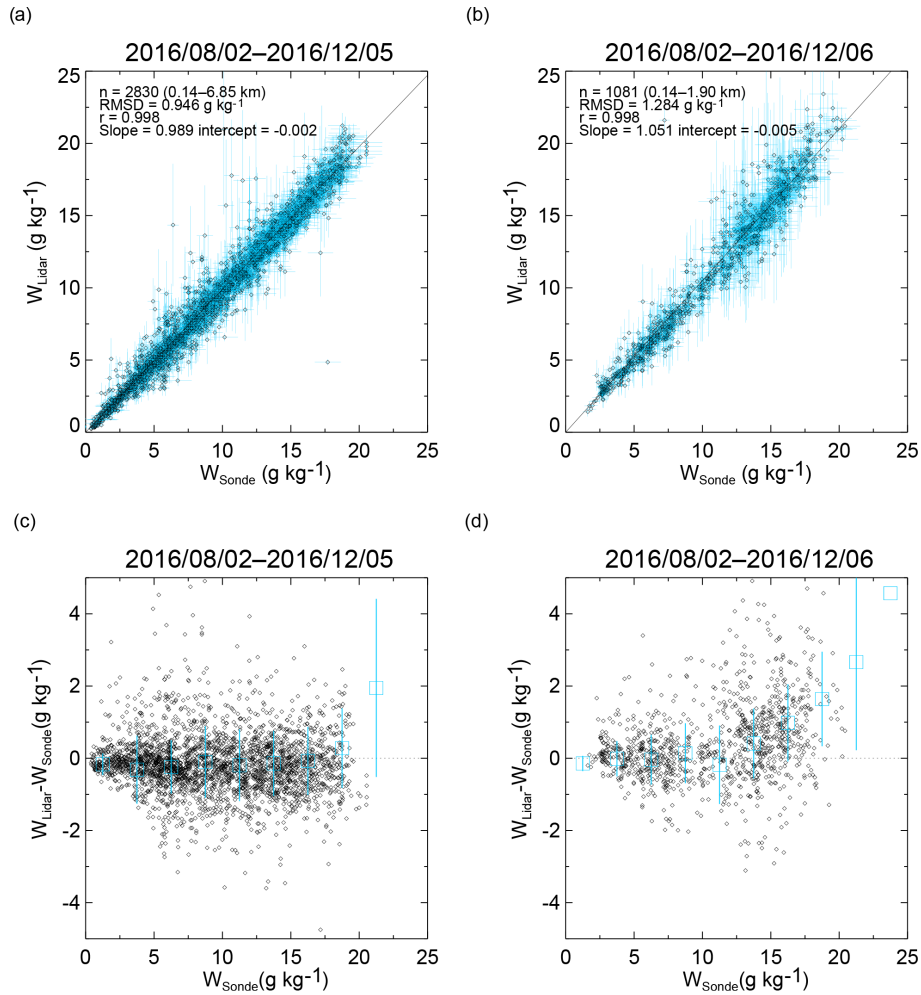 (a)
2016/08/02–2016/12/05
n = 2830 (0.14–6.85 km)
RMSD = 0.946 g kg-1
r = 0.998
Slope = 0.989 intercept = -0.002
25
20
15
10
5
0
WLidar (g kg-1)
0 5 10 15 20 25
WSonde (g kg-1)
(b)
2016/08/02–2016/12/06
n = 1081 (0.14–1.90 km)
RMSD = 1.284 g kg-1
r = 0.998
Slope = 1.051 intercept = -0.005
25
20
15
10
5
0
WLidar (g kg-1)
0 5 10 15 20 25
WSonde (g kg-1)
(c)
2016/08/02–2016/12/05
4
2
0
-2
-4
WLidar-WSonde(g kg-1)
0 5 10 15 20 25
WSonde(g kg-1)
(d)
2016/08/02–2016/12/06
4
2
0
-2
-4
WLidar-WSonde(g kg-1)
0 5 10 15 20 25
WSonde(g kg-1)